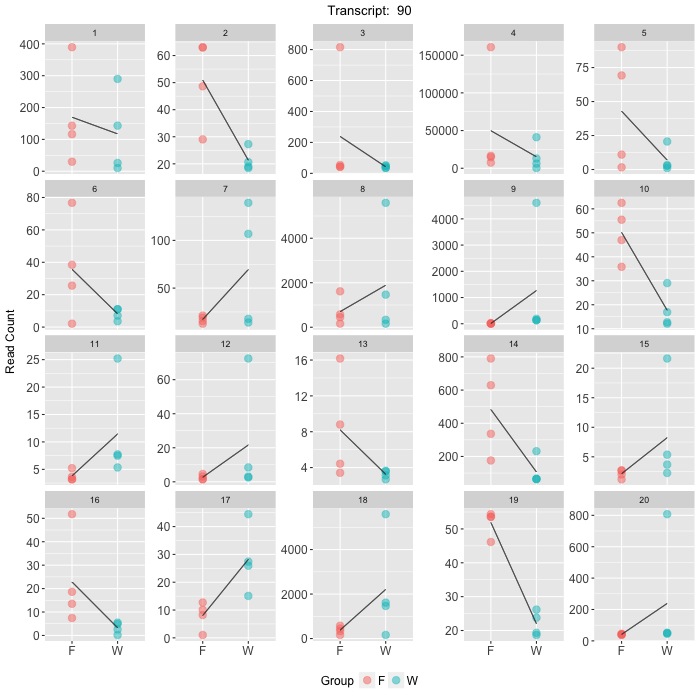 Transcript: 90
1 2 3 4 5
400 300 200 100 0
60 50 40 30 20
800 600 400 200 0
150000 100000 50000 0
75 50 25 0
6 7 8 9 10
80 60 40 20 0
100 50
4000 2000 0
4000 3000 2000 1000 0
60 50 40 30 20 10
Read Count
11 12 13 14 15
25 20 15 10 5
60 40 20 0
16 12 8 4
800 600 400 200
20 15 10 5 0
16 17 18 19 20
50 40 30 20 10 0
40 30 20 10 0
4000 2000 0
50 40 30 20
800 600 400 200 0
F W F W F W F W F W
Group F W